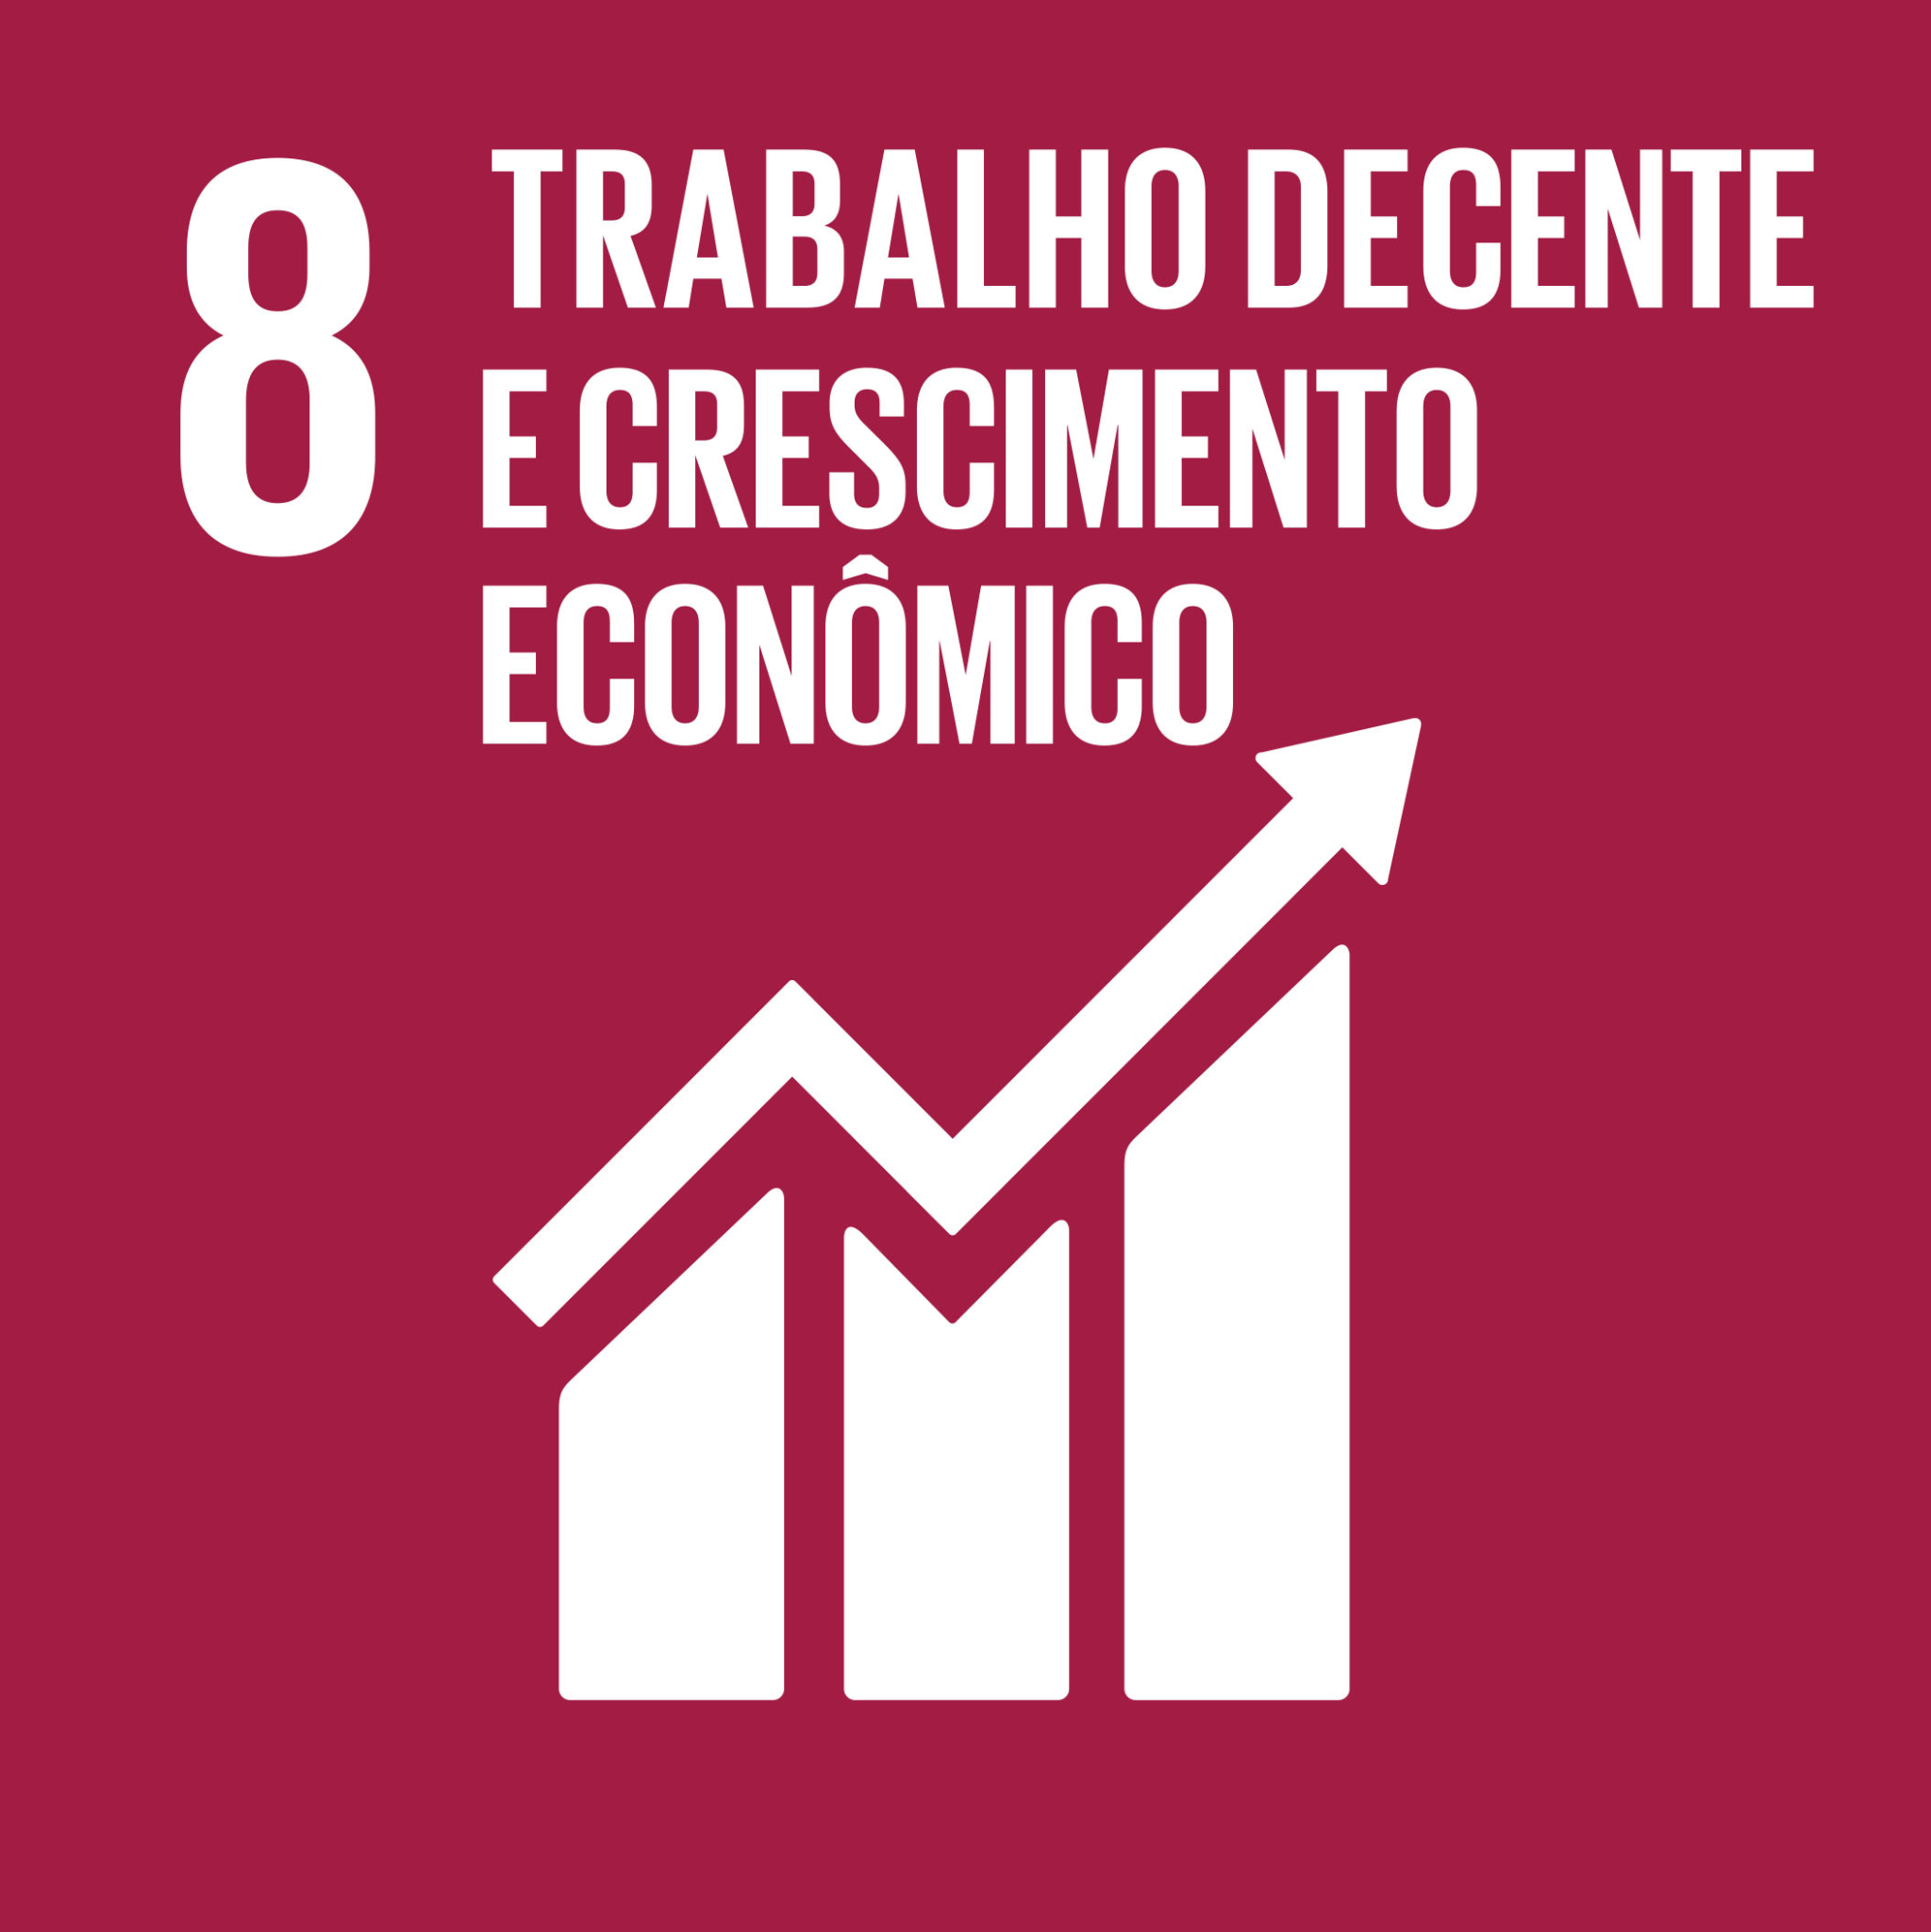 8
TRABALHO DECENTE
E CRESCIMENTO
ECONÔMICO